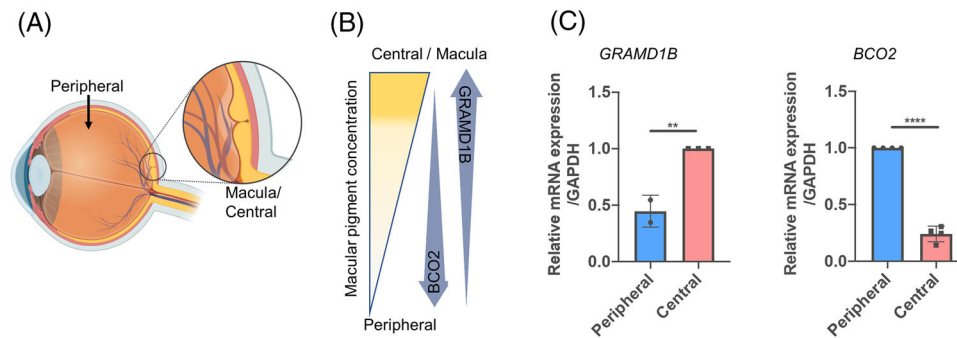 (A)
Peripheral
Macula/
Central
(B)
Central / Macula
Macular pigment concentration
BCO2
GRAMD1B
Peripheral
(C)
GRAMD1B
Relative mRNA expression
/GAPDH
1.5
1.0
0.5
0.0
**
Peripheral
Central
BCO2
Relative mRNA expression
/GAPDH
1.5
1.0
0.5
0.0
****
Peripheral
Central